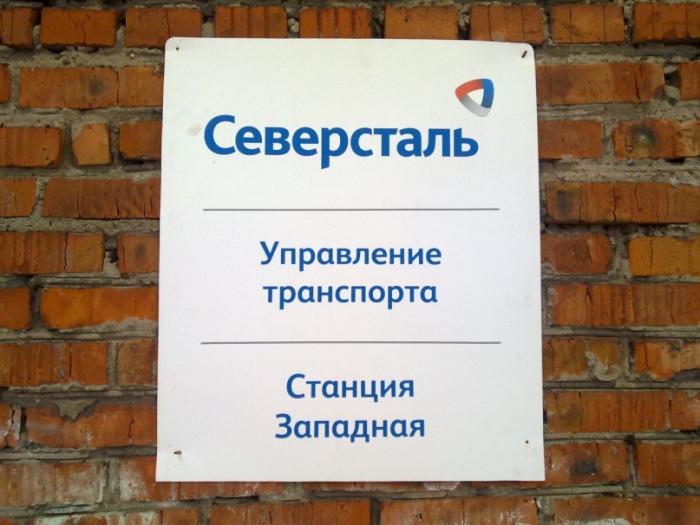 Северсталь
Управление
транспорта
Станция
Западная